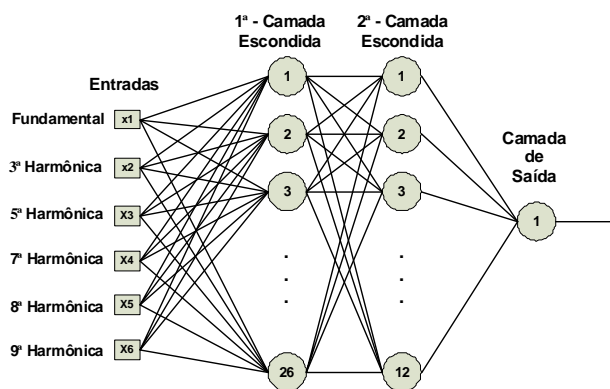 1ª - Camada
Escondida
2ª - Camada
Escondida
Entradas
Camada
de
Saída
Fundamental
x1
3ª Harmônica
x2
5ª Harmônica
X3
7ª Harmônica
X4
8ª Harmônica
X5
9ª Harmônica
X6
1
2
3
.
.
.
26
1
2
3
.
.
.
12
1